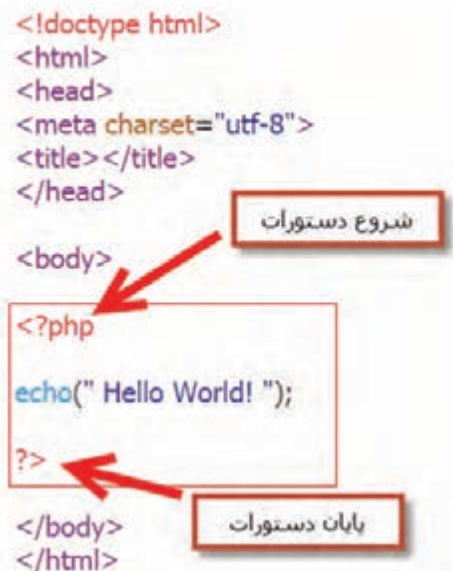 <!doctype html>
<html>
<head>
<meta charset="utf-8">
<title></title>
</head>
شروع دستورات
<body>
<?php
echo(" Hello World! ");
?>
پایان دستورات
</body>
</html>